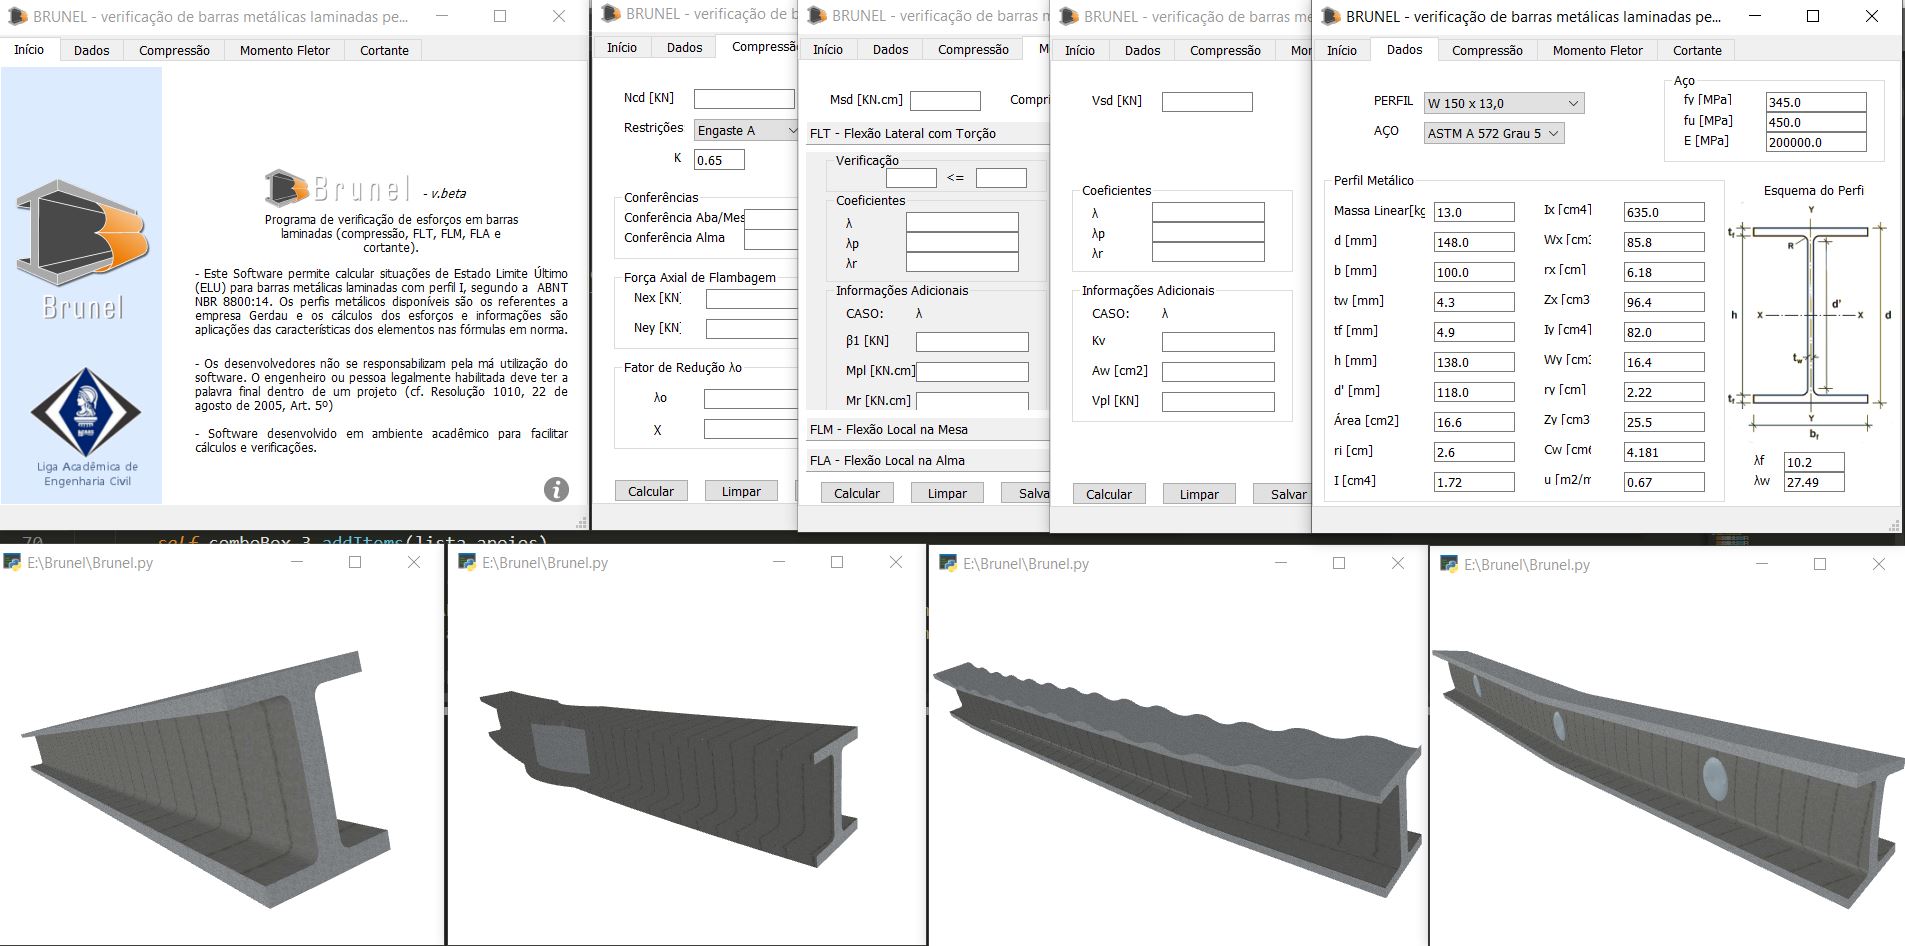 BRUNEL - verificação de barras metálicas laminadas pe...
Início
Dados
Compressão
Momento Fletor
Cortante
Brunel
Liga Acadêmica de
Engenharia Civil
Brunel - v.beta
Programa de verificação de esforços em barras
laminadas (compressão, FLT, FLM, FLA e
cortante).
- Este Software permite calcular situações de Estado Limite Último
(ELU) para barras metálicas laminadas com perfil I, segundo a ABNT
NBR 8800:14. Os perfis metálicos disponíveis são os referentes a
empresa Gerdau e os cálculos dos esforços e informações são
aplicações das características dos elementos nas fórmulas em norma.
- Os desenvolvedores não se responsabilizam pela má utilização do
software. O engenheiro ou pessoa legalmente habilitada deve ter a
palavra final dentro de um projeto (cf. Resolução 1010, 22 de
agosto de 2005, Art. 5º)
- Software desenvolvido em ambiente acadêmico para facilitar
cálculos e verificações.
i
BRUNEL - verificação de b
Início
Dados
Compressão
Ncd [KN]
Restrições
Engaste A
K
0.65
Conferências
Conferência Aba/Mes
Conferência Alma
Força Axial de Flambagem
Nex [KN]
Ney [KN]
Fator de Redução λo
λo
X
Calcular
Limpar
BRUNEL - verificação de barras m
Início
Dados
Compressão
M
Msd [KN.cm]
Compri
FLT - Flexão Lateral com Torção
Verificação
<=
Coeficientes
λ
λp
λr
Informações Adicionais
CASO: λ
β1 [KN]
Mpl [KN.cm]
Mr [KN.cm]
FLM - Flexão Local na Mesa
FLA - Flexão Local na Alma
Calcular
Limpar
Salva
BRUNEL - verificação de barras me
Início
Dados
Compressão
Mor
Vsd [KN]
Coeficientes
λ
λp
λr
Informações Adicionais
CASO: λ
Kv
Aw [cm2]
Vpl [KN]
Calcular
Limpar
Salvar
BRUNEL - verificação de barras metálicas laminadas pe...
Início
Dados
Compressão
Momento Fletor
Cortante
PERFIL
W 150 x 13,0
AÇO
ASTM A 572 Grau 5
Aço
fy [MPa]
345.0
fu [MPa]
450.0
E [MPa]
200000.0
Perfil Metálico
Massa Linear[kg
13.0
Ix [cm4]
635.0
d [mm]
148.0
Wx [cm3
85.8
b [mm]
100.0
rx [cm]
6.18
tw [mm]
4.3
Zx [cm3
96.4
tf [mm]
4.9
Iy [cm4]
82.0
h [mm]
138.0
Wy [cm3
16.4
d' [mm]
118.0
ry [cm]
2.22
Área [cm2]
16.6
Zy [cm3
25.5
ri [cm]
2.6
Cw [cm6
4.181
I [cm4]
1.72
u [m2/m
0.67
Esquema do Perfi
Y
tf
R
d'
h
X
X
d
tw
tf
Y
bf
λf
10.2
λw
27.49
70
self.comboBox_3.addItems(lista_apoios)
E:\Brunel\Brunel.py
E:\Brunel\Brunel.py
E:\Brunel\Brunel.py
E:\Brunel\Brunel.py